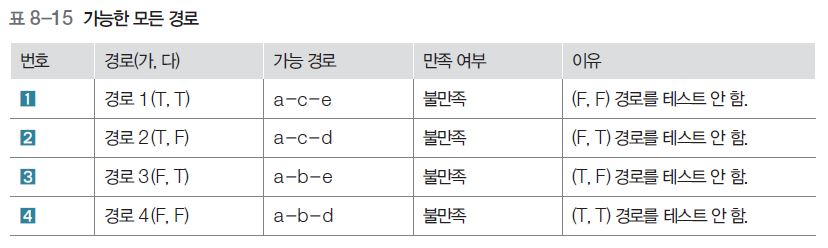 표 8-15 가능한 모든 경로
번호 경로(가, 다) 가능 경로 만족 여부 이유
1 경로 1(T, T) a-c-e 불만족 (F, F) 경로를 테스트 안 함.
2 경로 2(T, F) a-c-d 불만족 (F, T) 경로를 테스트 안 함.
3 경로 3(F, T) a-b-e 불만족 (T, F) 경로를 테스트 안 함.
4 경로 4(F, F) a-b-d 불만족 (T, T) 경로를 테스트 안 함.